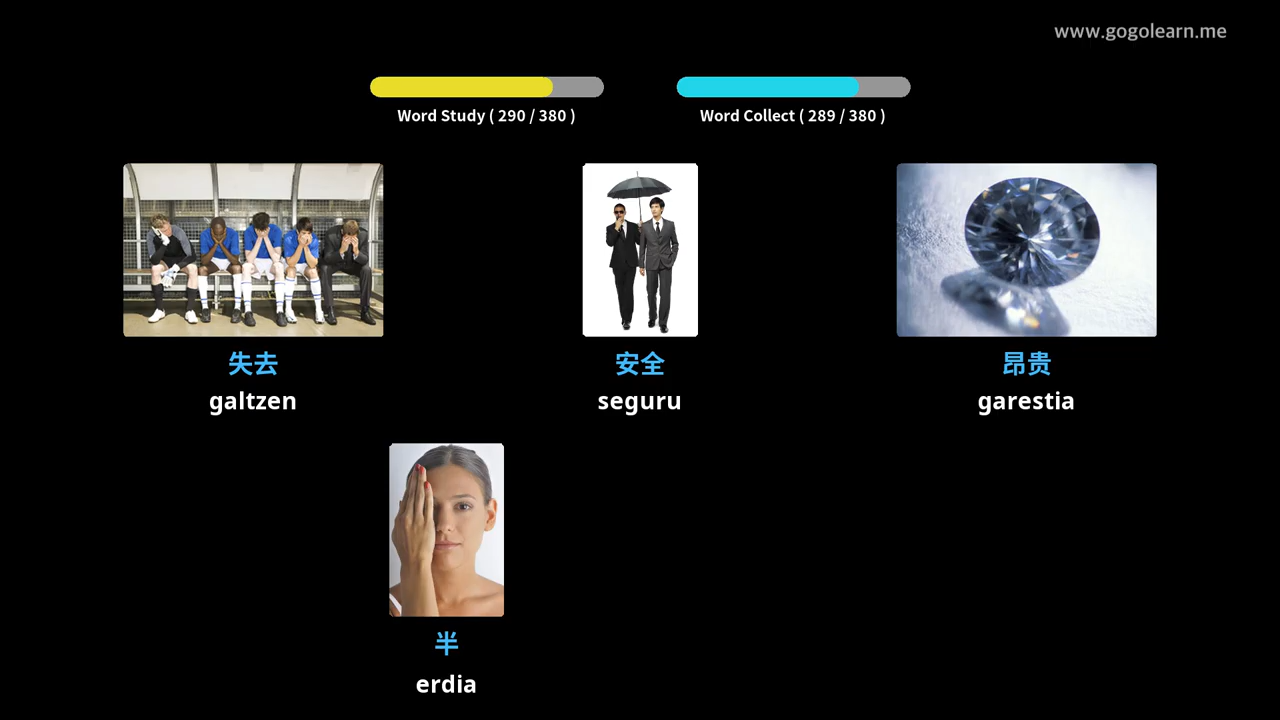 www.gogolearn.me
Word Study ( 290 / 380 )
Word Collect ( 289 / 380 )
失去
安全
昂贵
galtzen
seguru
garestia
半
erdia